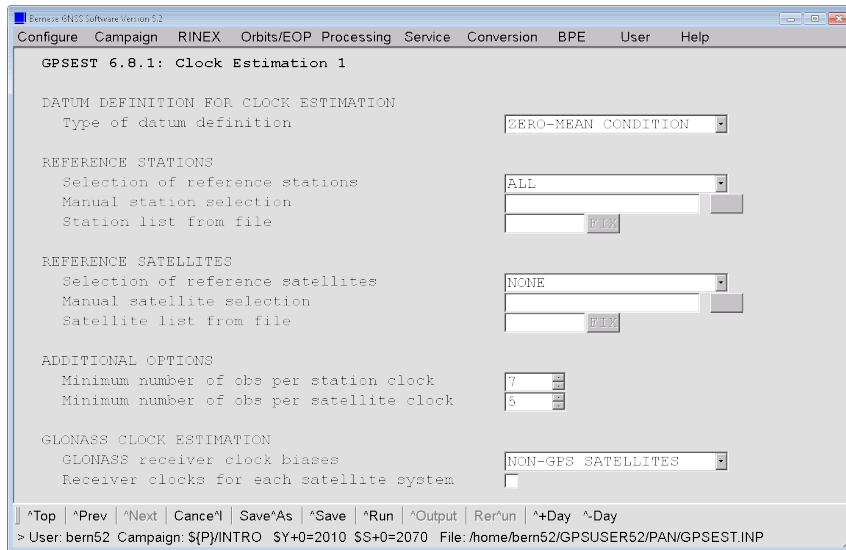 Bernese GNSS Software Version 5.2
Configure Campaign RINEX Orbits/EOP Processing Service Conversion BPE User Help
GPSEST 6.8.1: Clock Estimation 1
DATUM DEFINITION FOR CLOCK ESTIMATION
Type of datum definition ZERO-MEAN CONDITION
REFERENCE STATIONS
Selection of reference stations ALL
Manual station selection
Station list from file FIX
REFERENCE SATELLITES
Selection of reference satellites NONE
Manual satellite selection
Satellite list from file FIX
ADDITIONAL OPTIONS
Minimum number of obs per station clock 7
Minimum number of obs per satellite clock 5
GLONASS CLOCK ESTIMATION
GLONASS receiver clock biases NON-GPS SATELLITES
Receiver clocks for each satellite system
^Top | ^Prev | ^Next | Cance^l | Save^As | ^Save | ^Run | ^Output | Rer^un | ^+Day ^-Day
> User: bern52 Campaign: ${P}/INTRO $Y+0=2010 $S+0=2070 File: /home/bern52/GPSUSER52/PAN/GPSEST.INP